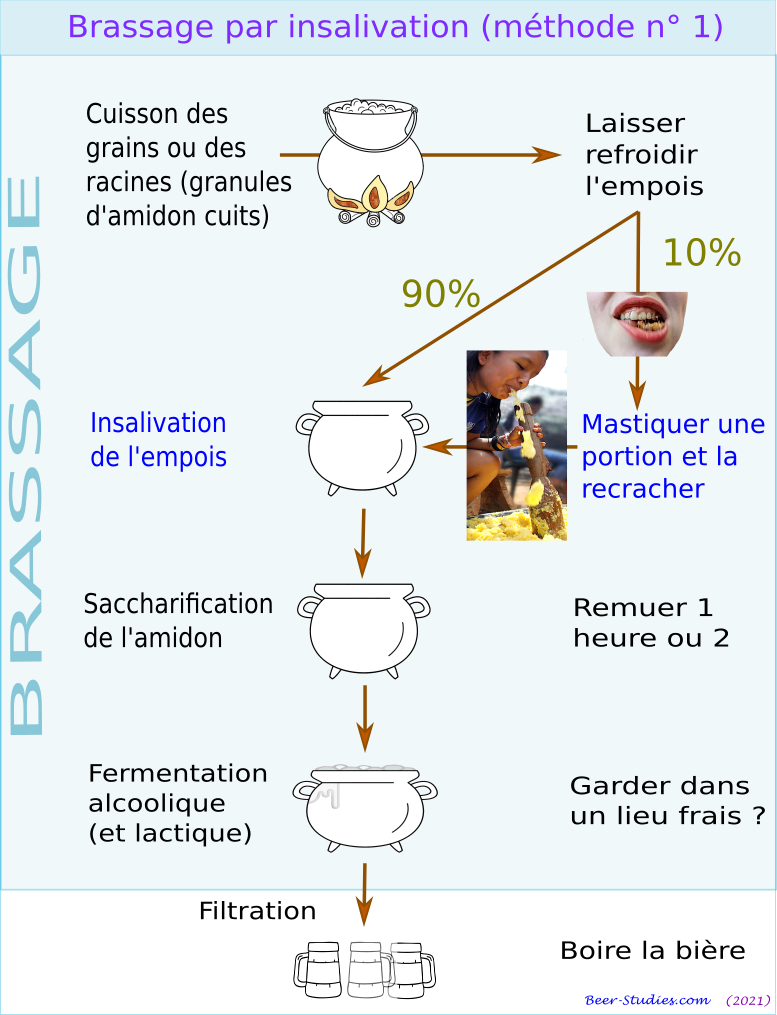 Brassage par insalivation (méthode n° 1)
BRASSAGE
Cuisson des
grains ou des
racines (granules
d'amidon cuits)
Laisser
refroidir
l'empois
90%
10%
Insalivation
de l'empois
Mastiquer une
portion et la
recracher
Saccharification
de l'amidon
Remuer 1
heure ou 2
Fermentation
alcoolique
(et lactique)
Garder dans
un lieu frais ?
Filtration
Boire la bière
Beer-Studies.com (2021)